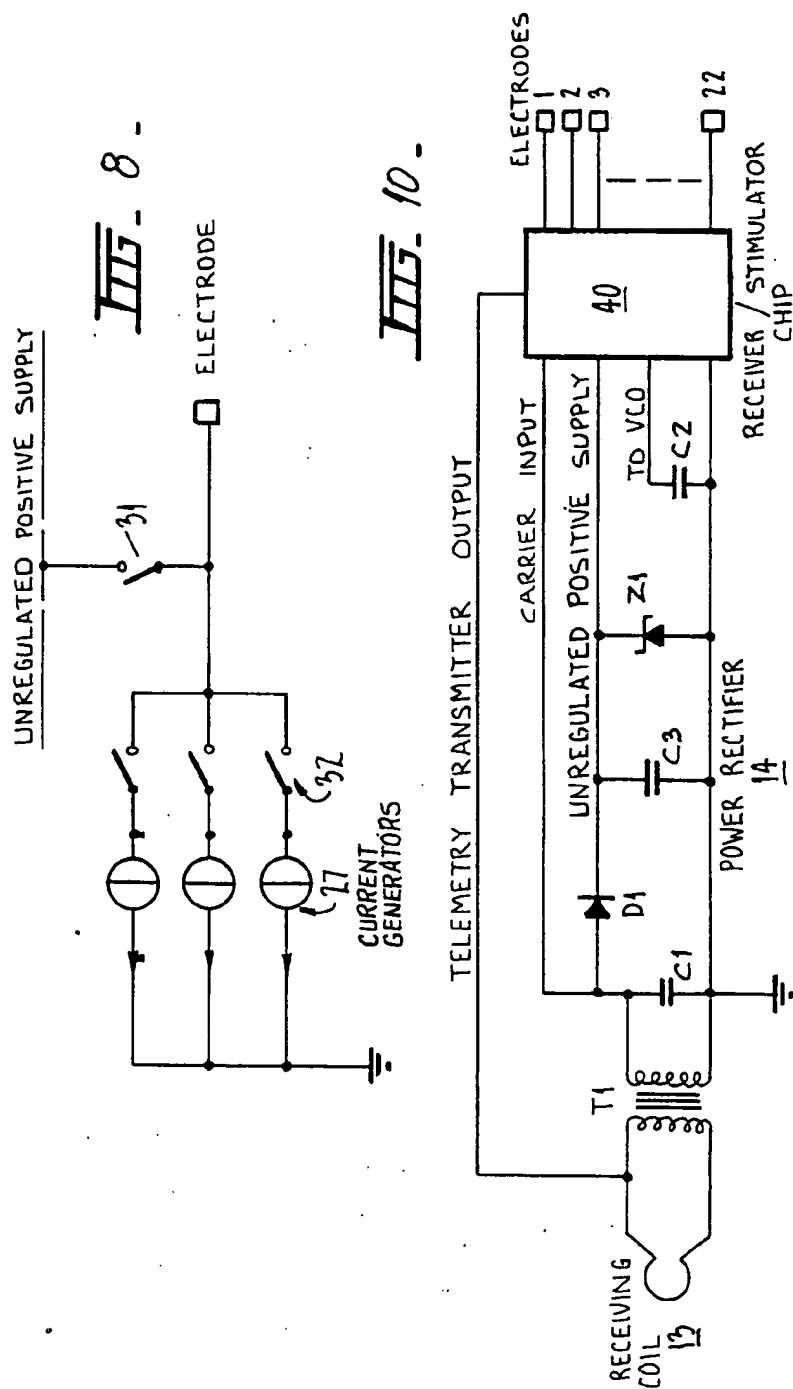 FIG. 8 -
UNREGULATED POSITIVE SUPPLY
31
ELECTRODE
32
27
CURRENT
GENERATORS
FIG. 10 -
TELEMETRY TRANSMITTER OUTPUT
CARRIER INPUT
UNREGULATED POSITIVE SUPPLY
TO VCO
ELECTRODES
1
2
3
22
40
RECEIVER / STIMULATOR
CHIP
RECEIVING
COIL
13
T1
C1
D1
C3
Z1
C2
POWER RECTIFIER
14